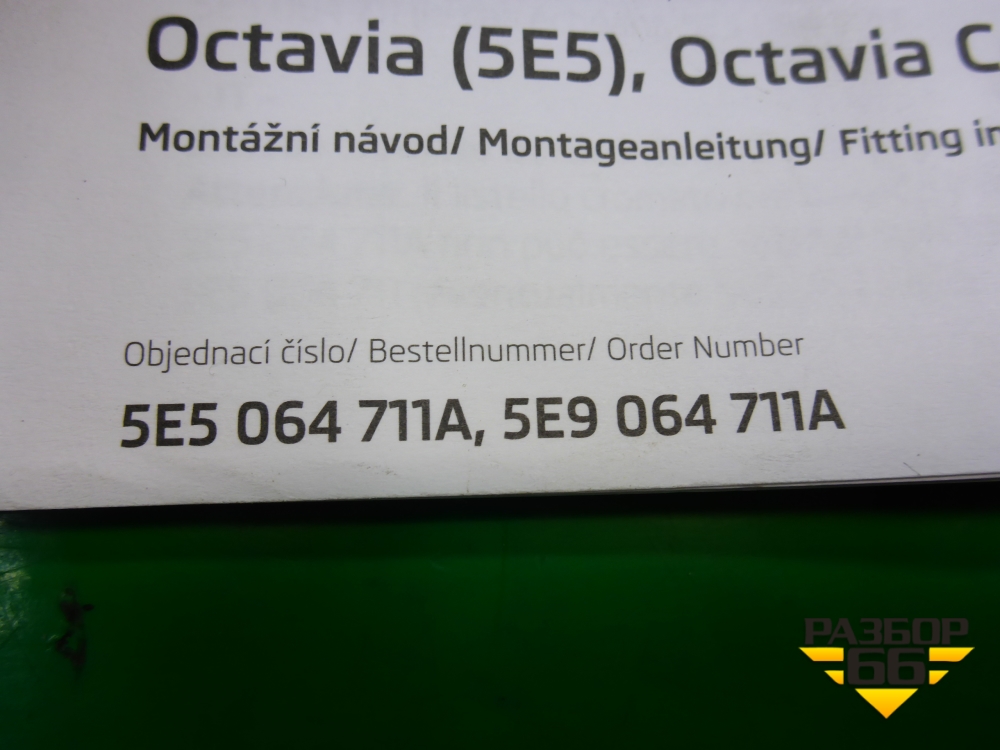 Octavia (5E5), Octavia C
Montážní návod/ Montageanleitung/ Fitting in
Objednací číslo/ Bestellnummer/ Order Number
5E5 064 711A, 5E9 064 711A
РАЗБОР
66